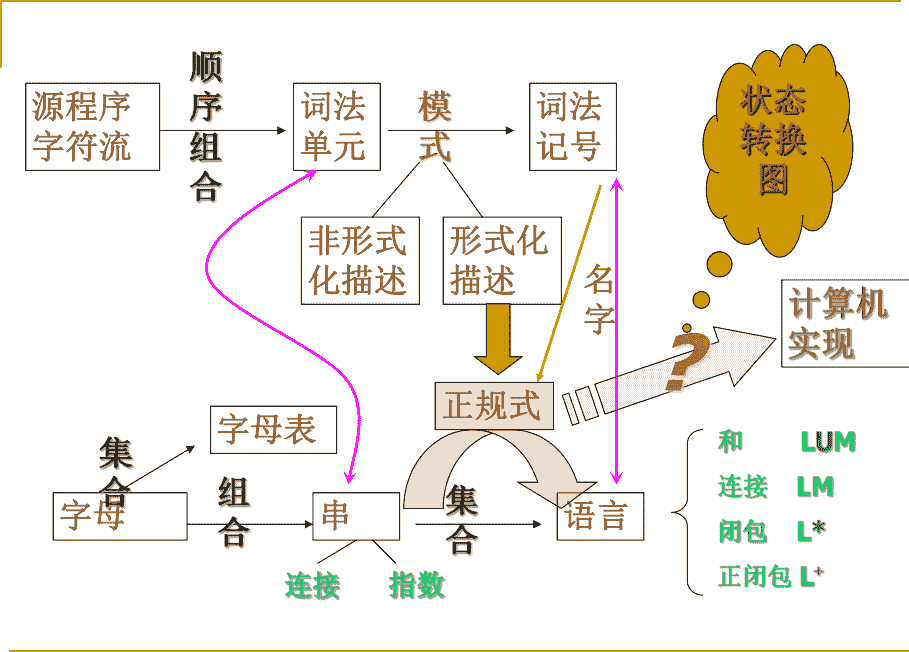 顺序组合
源程序
字符流
词法
单元
模式
词法
记号
状态
转换
图
非形式
化描述
形式化
描述
名字
计算机
实现
?
正规式
字母表
集合
字母
组合
串
集合
语言
连接
指数
和 LUM
连接 LM
闭包 L*
正闭包 L+